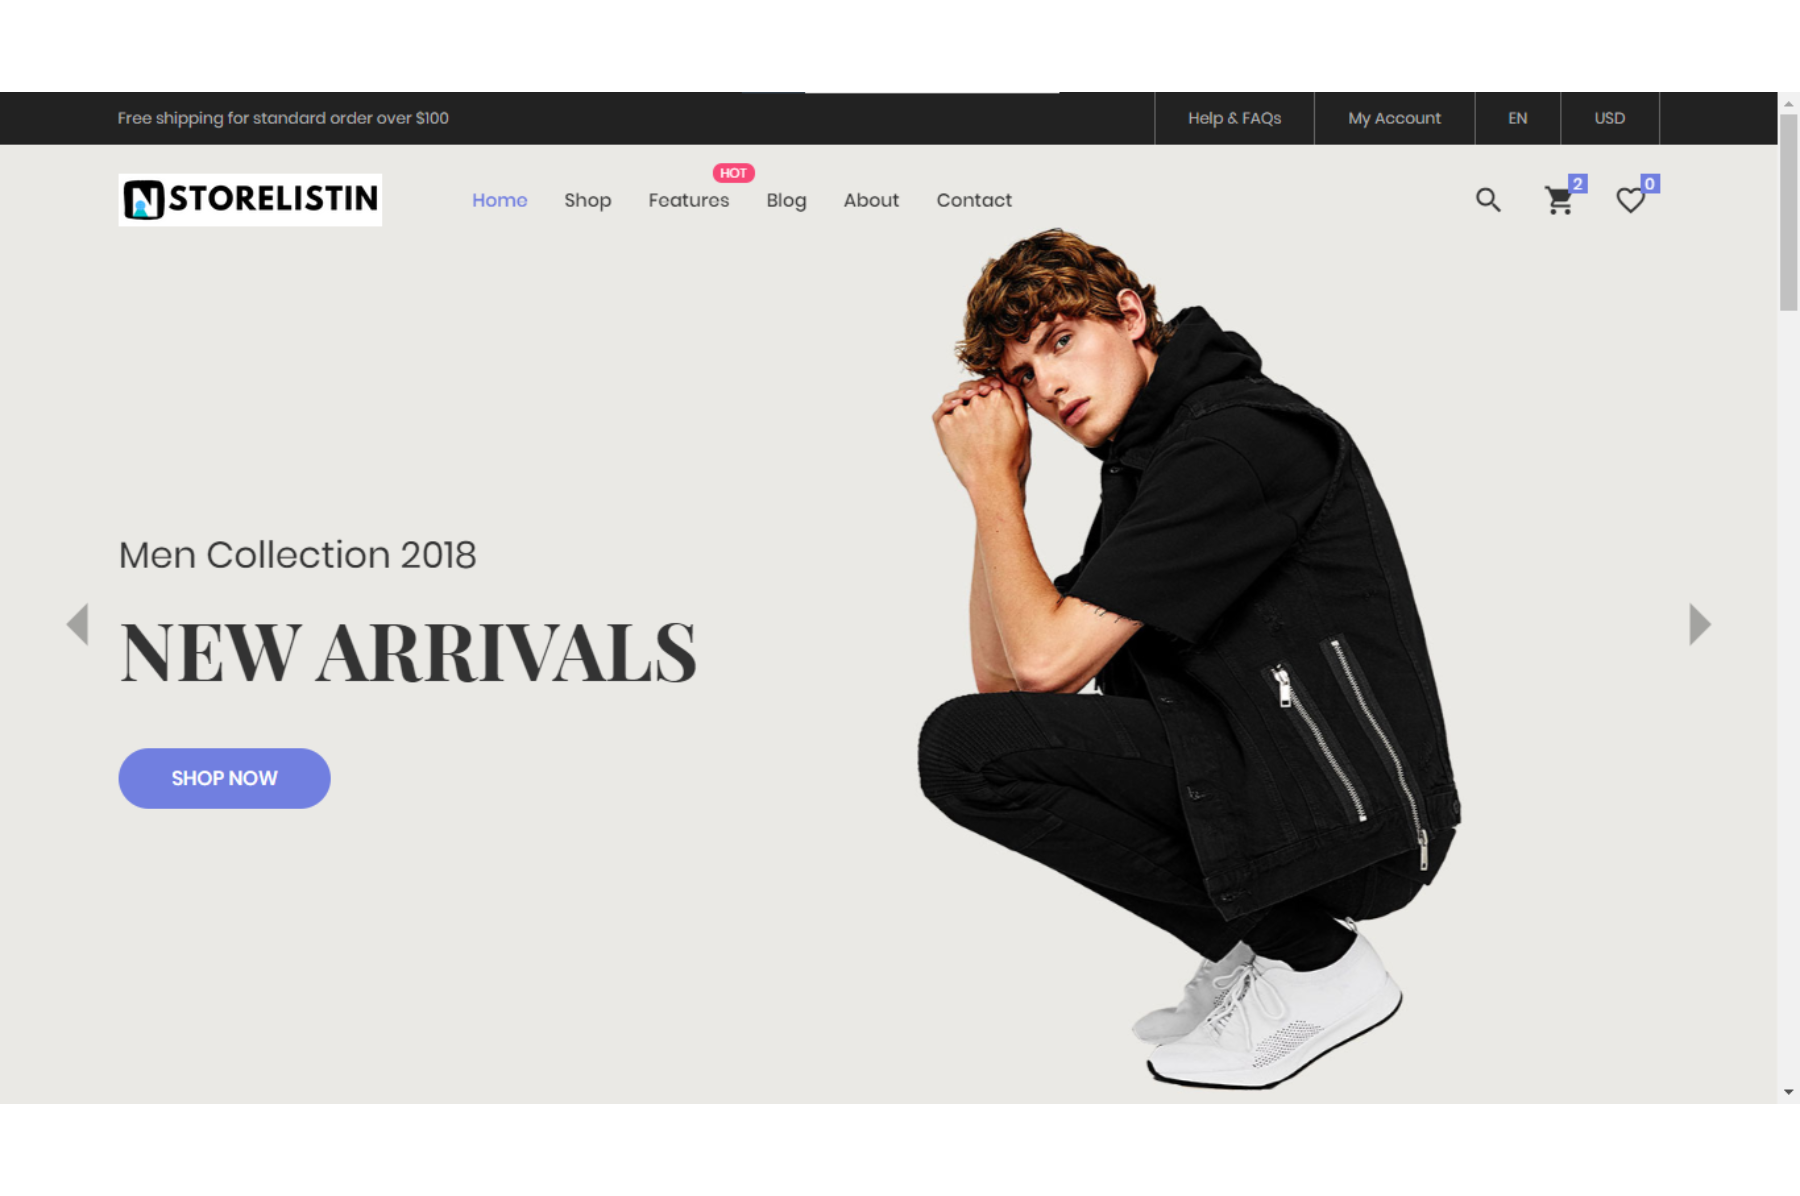 Free shipping for standard order over $100
Help & FAQs
My Account
EN
USD
N STORELISTIN
Home
Shop
Features
HOT
Blog
About
Contact
2
0
Men Collection 2018
NEW ARRIVALS
SHOP NOW